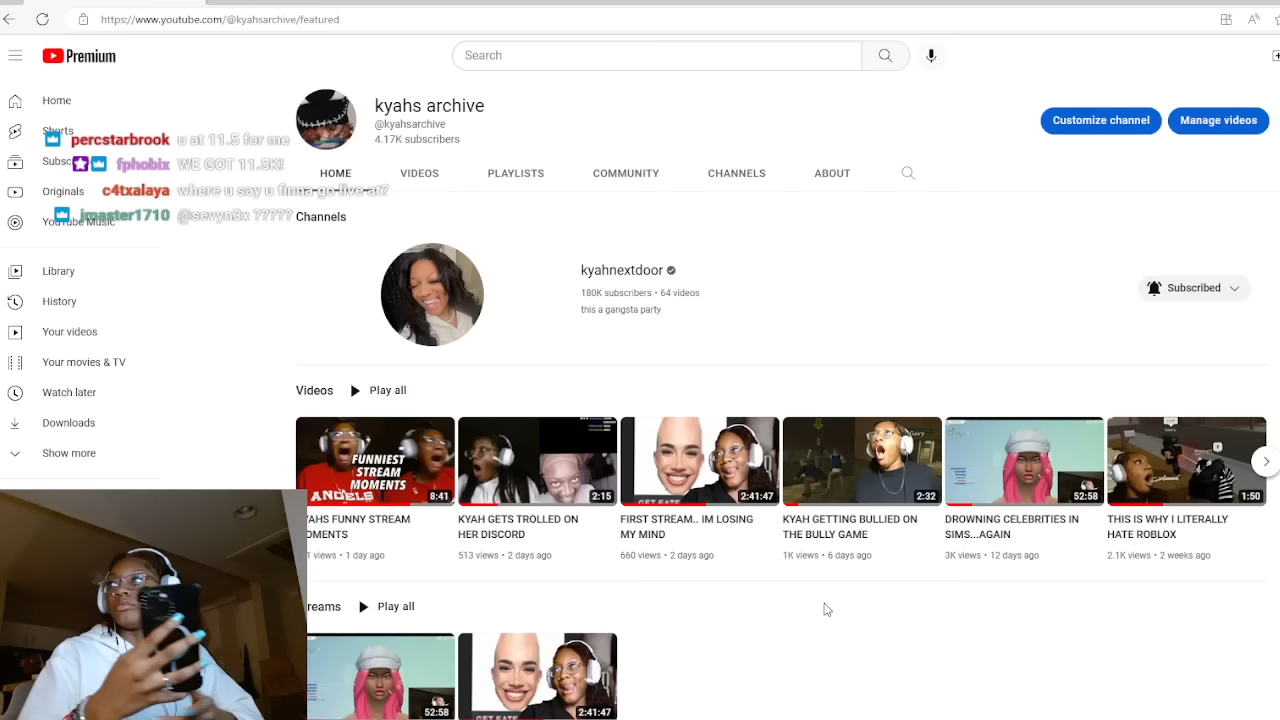 https://www.youtube.com/@kyahsarchive/featured
Premium
Search
kyahs archive
@kyahsarchive
4.17K subscribers
Customize channel
Manage videos
HOME
VIDEOS
PLAYLISTS
COMMUNITY
CHANNELS
ABOUT
Home
Shorts
Originals
YouTube Music
percstarbrook u at 11.5 for me
fphobix WE GOT 11.5K!
c4txalaya where u say u finna go live at?
jmaster1710 @sevyn3x ?????
Channels
kyahnextdoor
180K subscribers • 64 videos
this a gangsta party
Subscribed
Library
History
Your videos
Your movies & TV
Watch later
Downloads
Show more
Videos
Play all
FUNNIEST
STREAM
MOMENTS
ANGELS
8:41
FUNNY STREAM
1 day ago
2:15
KYAH GETS TROLLED ON
HER DISCORD
513 views • 2 days ago
GET EATE
2:41:47
FIRST STREAM.. IM LOSING
MY MIND
660 views • 2 days ago
Gary
2:32
KYAH GETTING BULLIED ON
THE BULLY GAME
1K views • 6 days ago
52:58
DROWNING CELEBRITIES IN
SIMS...AGAIN
3K views • 12 days ago
1:50
THIS IS WHY I LITERALLY
HATE ROBLOX
2.1K views • 2 weeks ago
Play all
52:58
GET EATE
2:41:47